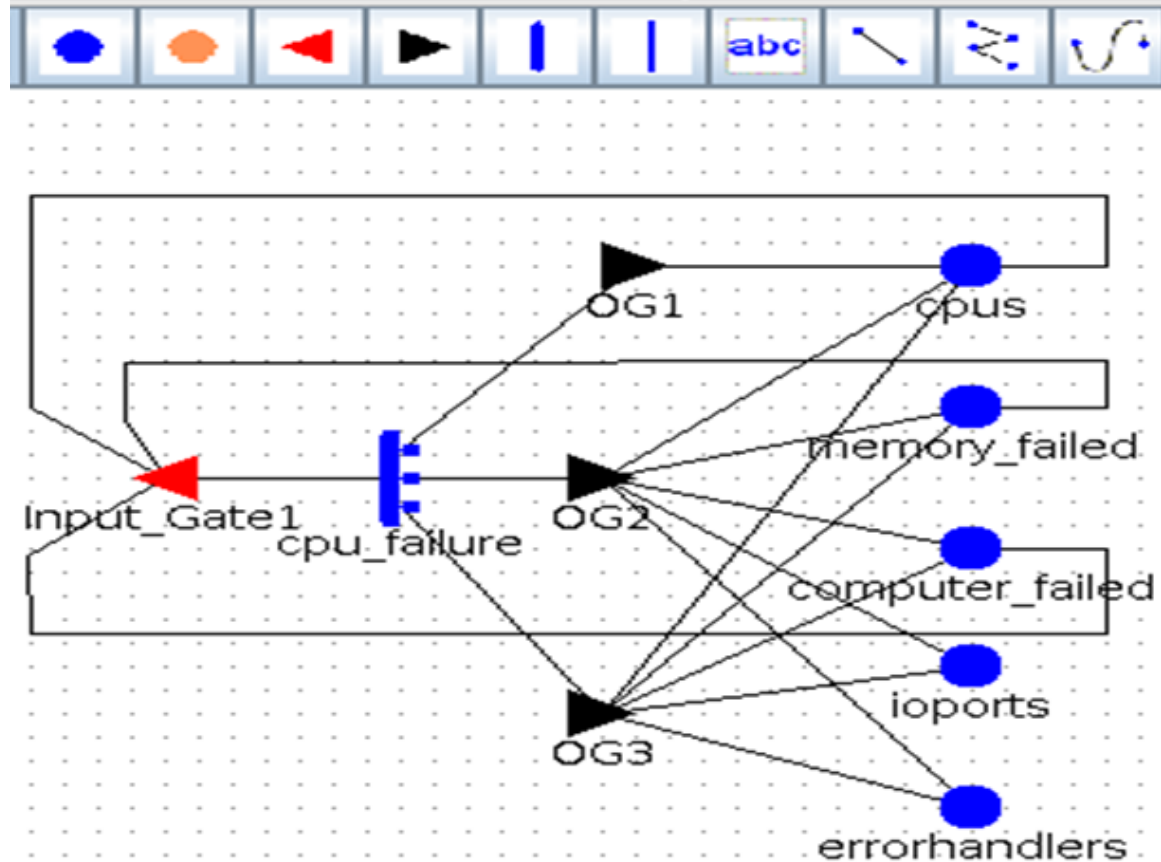 abc
OG1
cpus
memory_failed
Input_Gate1
OG2
cpu_failure
computer_failed
ioports
OG3
errorhandlers